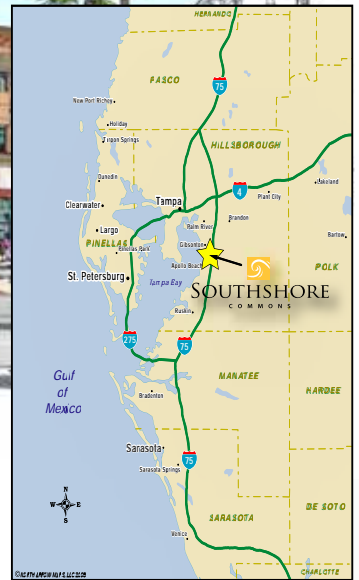 HERNANDO
PASCO
75
New Port Richey
Holiday
Tarpon Springs
HILLSBOROUGH
Dunedin
4
Lakeland
Plant City
Clearwater
Tampa
Brandon
Palm River
Largo
Bartow
PINELLAS
Pinellas Park
Gibsonton
Apollo Beach
POLK
St. Petersburg
Tampa Bay
SOUTHSHORE
COMMONS
Ruskin
275
75
Gulf
of
Mexico
MANATEE
HARDEE
Bradenton
Sarasota
Sarasota Springs
75
N
W E
S
DE SOTO
SARASOTA
Venice
CHARLOTTE